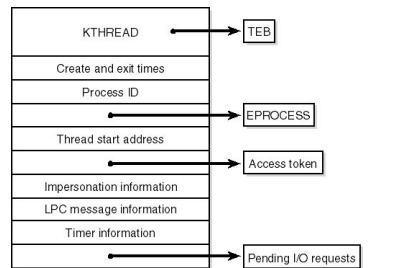 KTHREAD
TEB
Create and exit times
Process ID
EPROCESS
Thread start address
Access token
Impersonation information
LPC message information
Timer information
Pending I/O requests